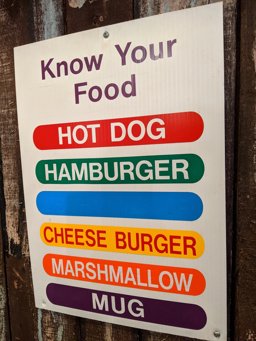 Know Your
Food
HOT DOG
HAMBURGER
CHEESE BURGER
MARSHMALLOW
MUG